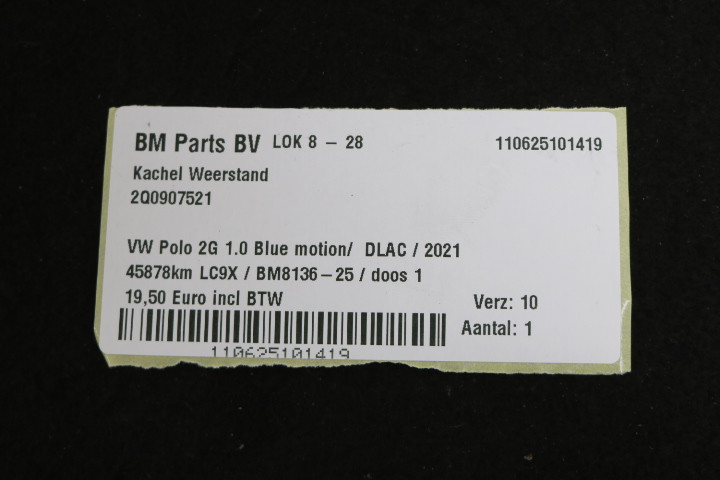 BM Parts BV LOK 8 - 28 110625101419
Kachel Weerstand
2Q0907521
VW Polo 2G 1.0 Blue motion/ DLAC / 2021
45878km LC9X / BM8136-25 / doos 1
19,50 Euro incl BTW Verz: 10
Aantal: 1
110625101419